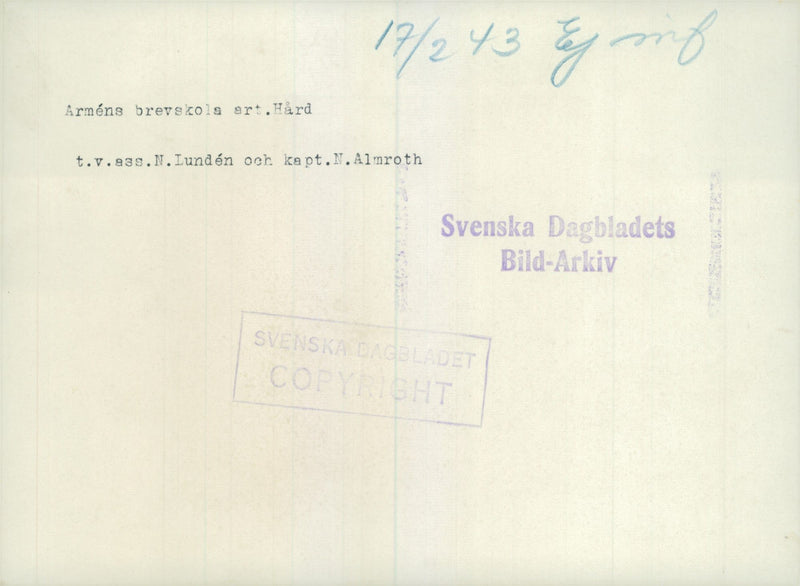 17/2 43 Ej inf
Arméns brevskola art.Hård
t.v.ass.N.Lundén och kapt.N.Almroth
Svenska Dagbladets
Bild-Arkiv
SVENSKA DAGBLADET
COPYRIGHT